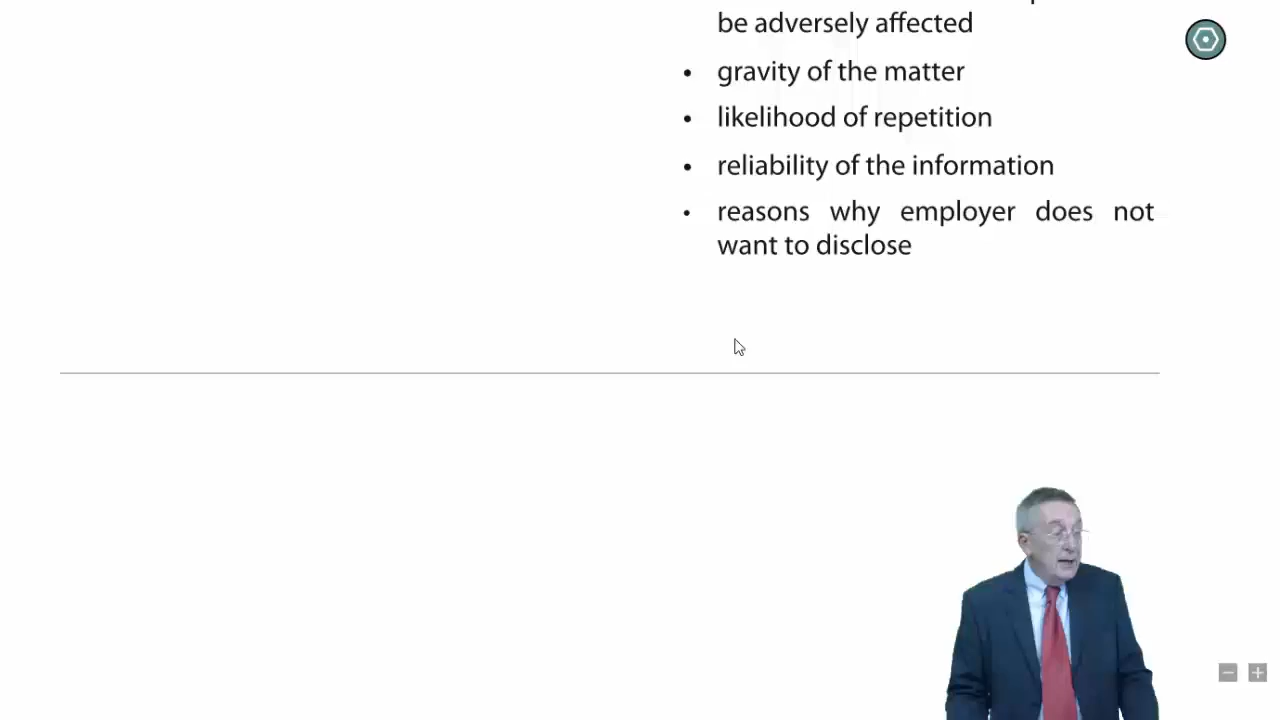 be adversely affected
• gravity of the matter
• likelihood of repetition
• reliability of the information
• reasons why employer does not
want to disclose